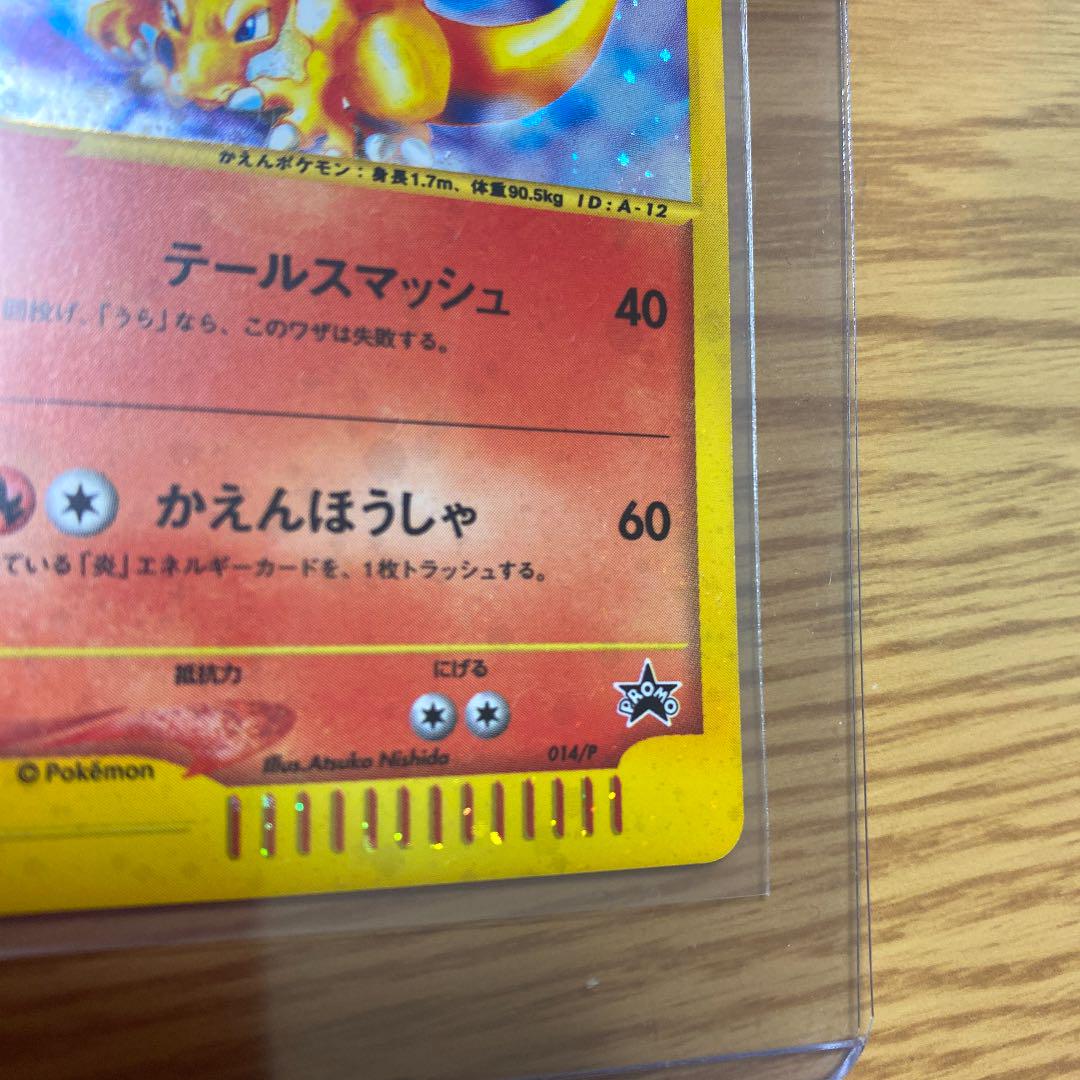 かえんポケモン：身長1.7m、体重90.5kg ID：A-12
テールスマッシュ 40
投げ、「うら」なら、このワザは失敗する。
かえんほうしゃ 60
ている「炎」エネルギーカードを、1枚トラッシュする。
抵抗力 にげる
PROMO
Illus. Atsuko Nishida 014/P
© Pokémon